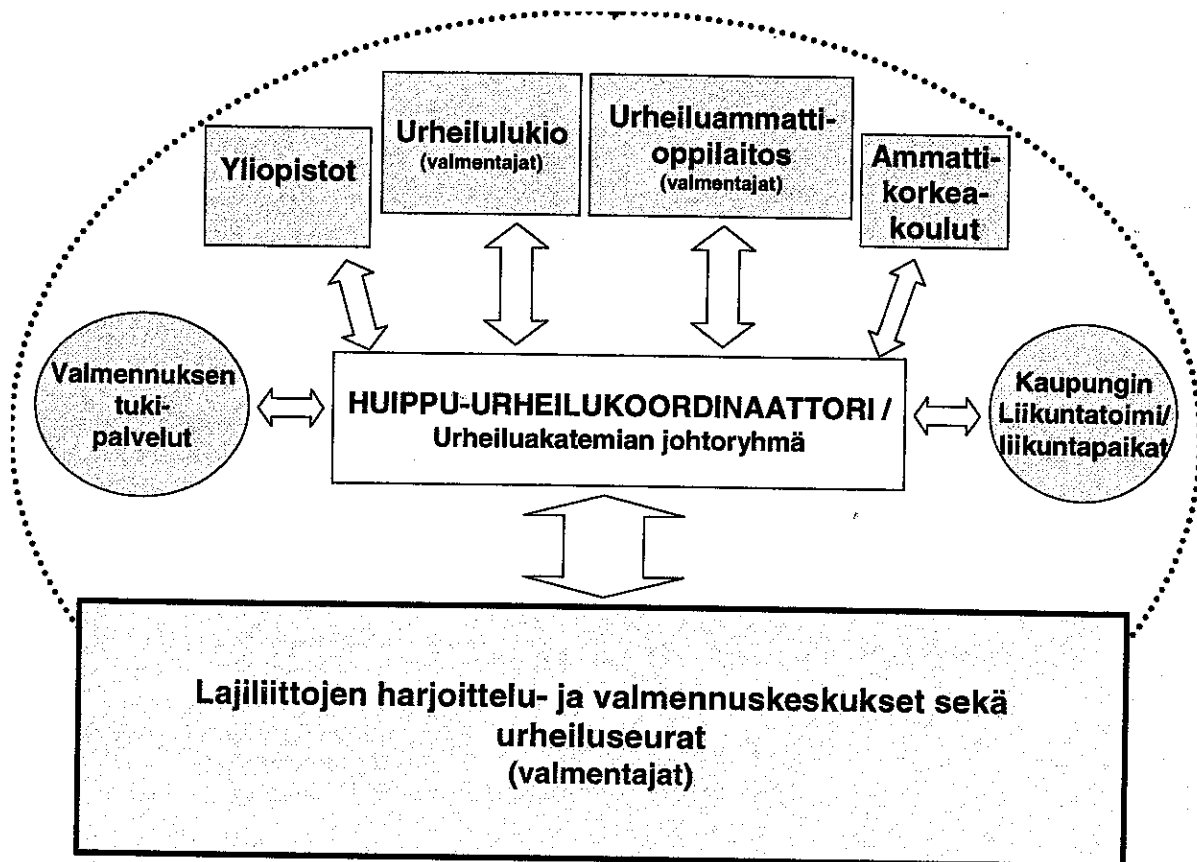 Yliopistot
Urheilulukio
(valmentajat)
Urheiluammatti-
oppilaitos
(valmentajat)
Ammatti-
korkea-
koulut
Valmennuksen
tuki-
palvelut
HUIPPU-URHEILUKOORDINAATTORI /
Urheiluakatemian johtoryhmä
Kaupungin
Liikuntatoimi/
liikuntapaikat
Lajiliittojen harjoittelu- ja valmennuskeskukset sekä
urheiluseurat
(valmentajat)